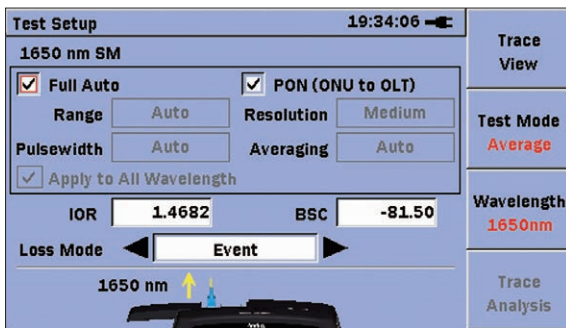 Test Setup 19:34:06
1650 nm SM
Full Auto
PON (ONU to OLT)
Range Auto
Resolution Medium
Pulsewidth Auto
Averaging Auto
Apply to All Wavelength
IOR 1.4682
BSC -81.50
Loss Mode Event
1650 nm
Trace
View
Test Mode
Average
Wavelength
1650nm
Trace
Analysis